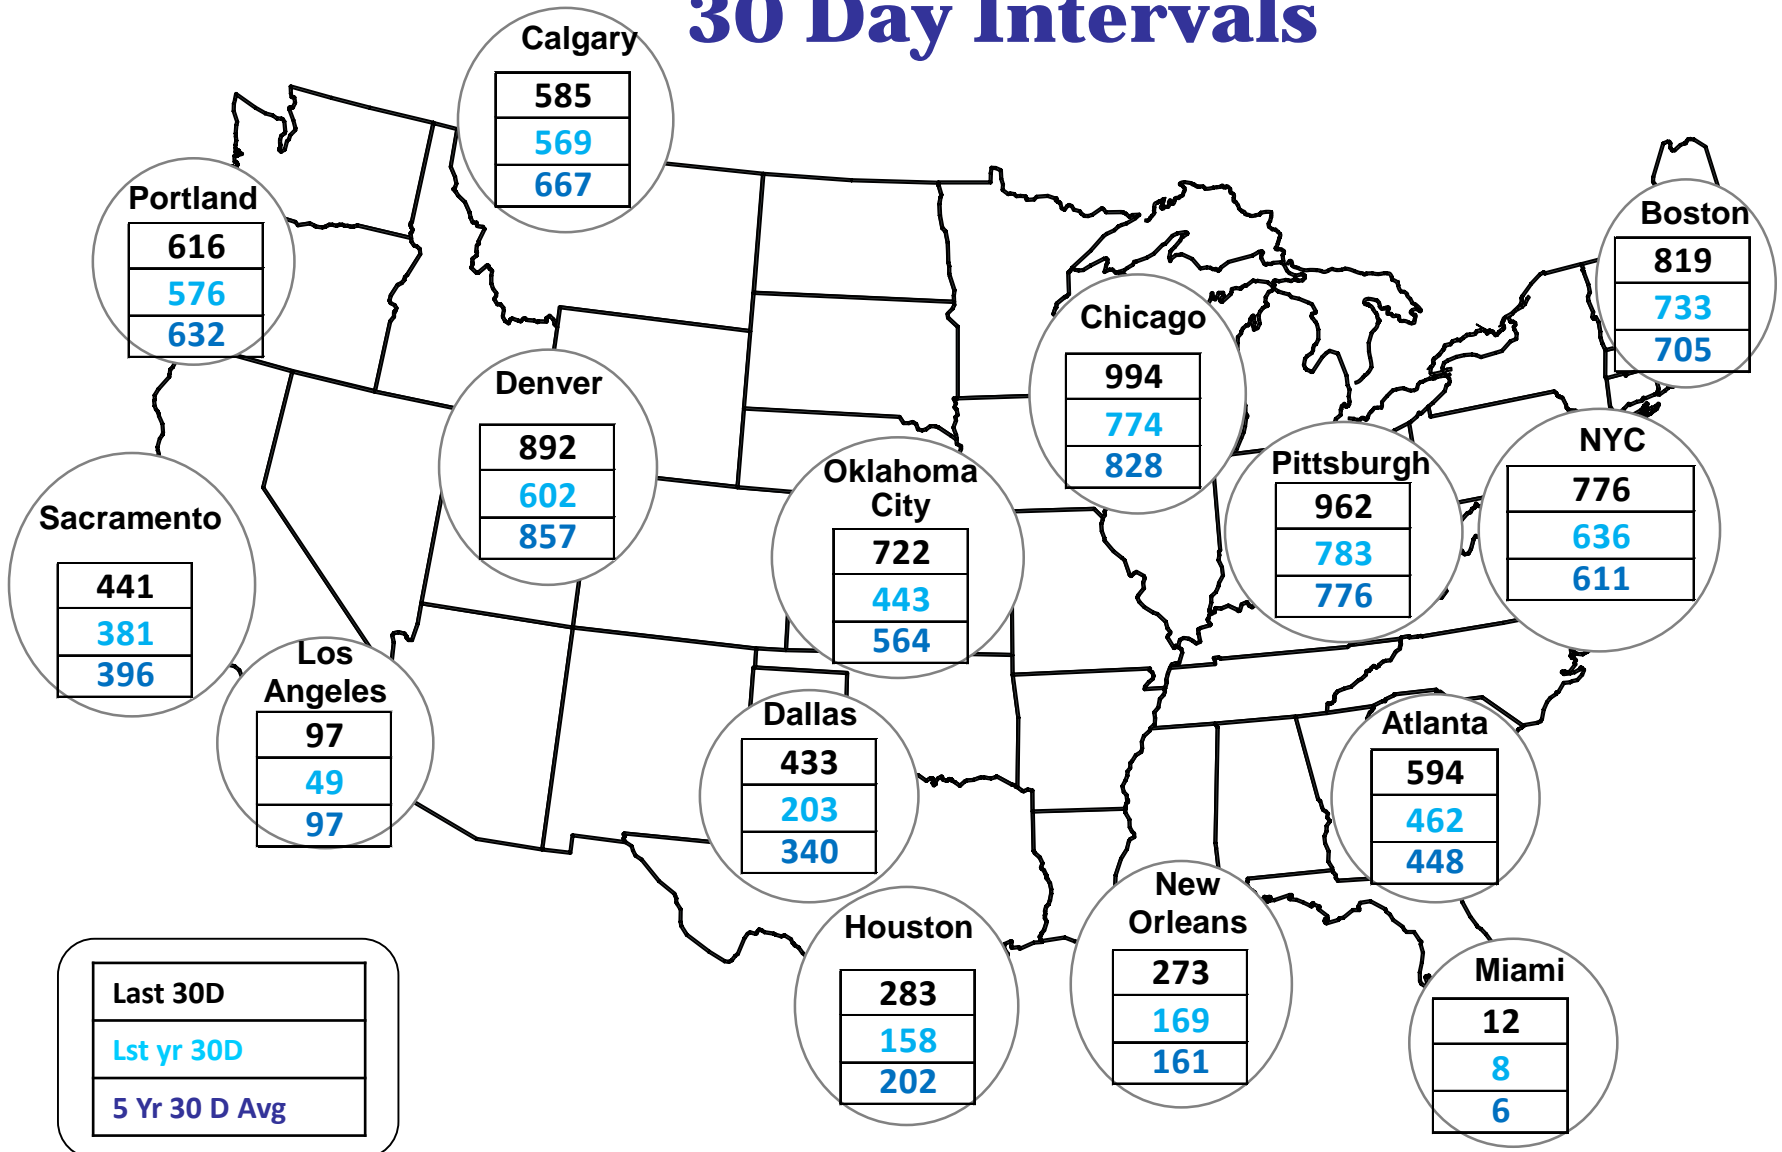 30 Day Intervals
Calgary
585
569
667
Portland
616
576
632
Boston
819
733
705
Chicago
994
774
828
Denver
892
602
857
Oklahoma
City
722
443
564
Pittsburgh
962
783
776
NYC
776
636
611
Sacramento
441
381
396
Los
Angeles
97
49
97
Dallas
433
203
340
Atlanta
594
462
448
Houston
283
158
202
New
Orleans
273
169
161
Miami
12
8
6
Last 30D
Lst yr 30D
5 Yr 30 D Avg